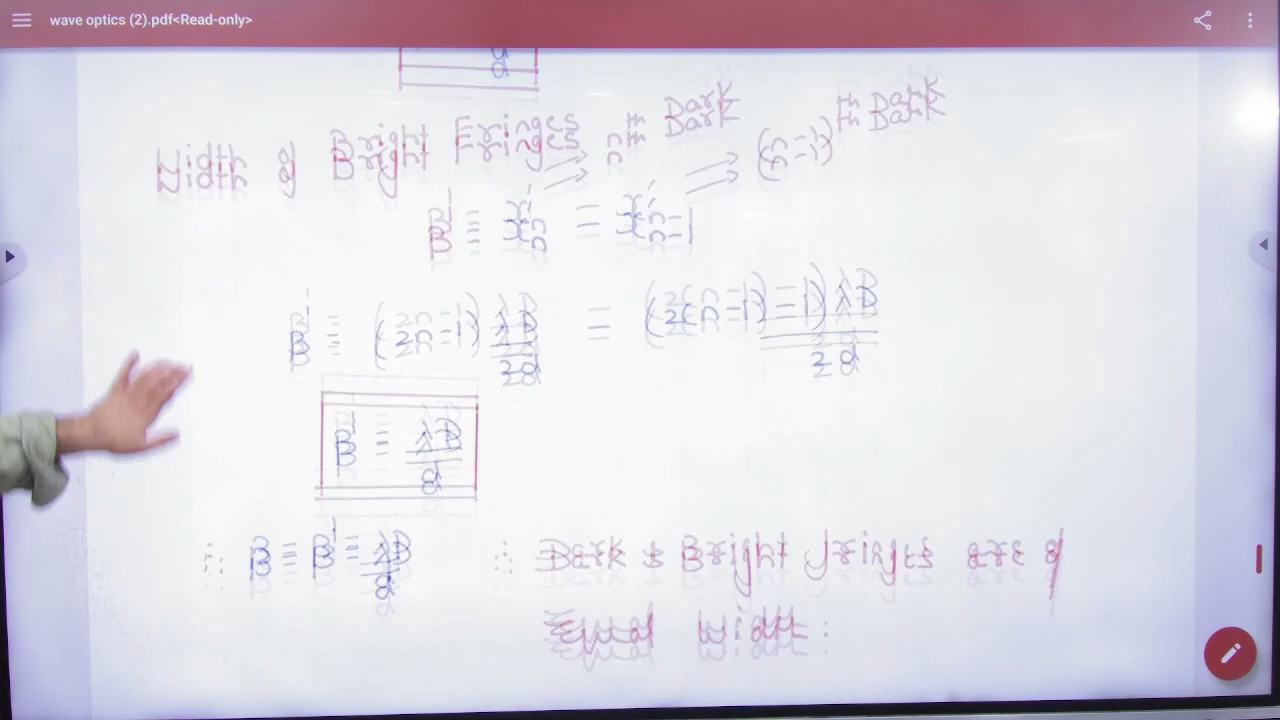 wave optics (2).pdf<Read-only>
d
Width of Bright Fringes nth Dark (n-1)th Dark
β' = x'n - x'n-1
β' = (2n-1) λD/2d - (2(n-1)-1) λD/2d
β' = λD/d
∴ β = β' = λD/d ∴ Dark & Bright fringes are of
Equal Width.